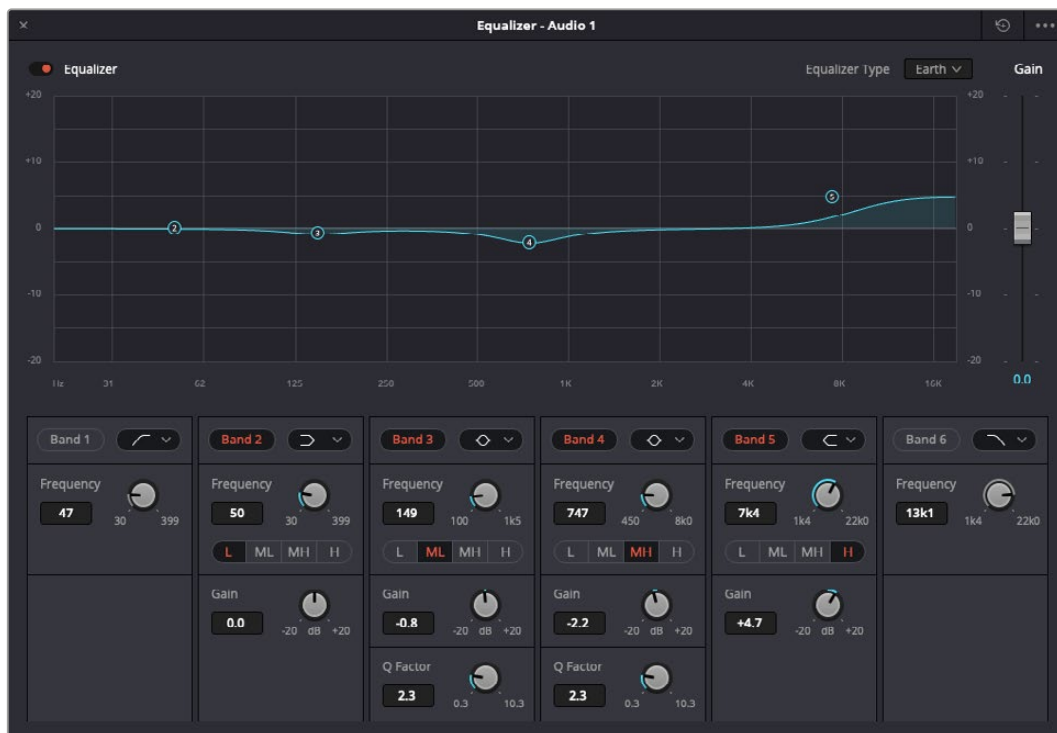 × Equalizer - Audio 1
Equalizer Equalizer Type Earth Gain
+20 +20
+10 +10
0 0
-10 -10
-20 -20
Hz 31 62 125 250 500 1K 2K 4K 8K 16K 0.0
2 3 4 5
Band 1 Band 2 Band 3 Band 4 Band 5 Band 6
Frequency Frequency Frequency Frequency Frequency Frequency
47 50 149 747 7k4 13k1
30 399 30 399 100 1k5 450 8k0 1k4 22k0 1k4 22k0
L ML MH H L ML MH H L ML MH H L ML MH H
Gain Gain Gain Gain
0.0 -0.8 -2.2 +4.7
-20 dB +20 -20 dB +20 -20 dB +20 -20 dB +20
Q Factor Q Factor
2.3 2.3
0.3 10.3 0.3 10.3